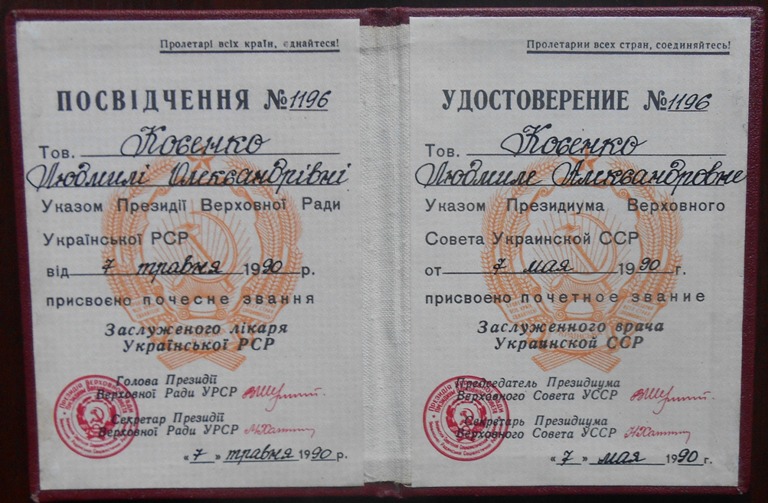 Пролетарі всіх країн, єднайтеся!
ПОСВІДЧЕННЯ №1196
Тов. Косенко
Людмилі Олександрівні
Указом Президії Верховної Ради
Української РСР
від 7 травня 1990 р.
присвоєно почесне звання
Заслуженого лікаря
Української РСР
Голова Президії
Верховної Ради УРСР
Секретар Президії
Верховної Ради УРСР
«7» травня 1990 р.
Пролетарии всех стран, соединяйтесь!
УДОСТОВЕРЕНИЕ №1196
Тов. Косенко
Людмиле Александровне
Указом Президиума Верховного
Совета Украинской ССР
от 7 мая 1990 г.
присвоено почетное звание
Заслуженного врача
Украинской ССР
Председатель Президиума
Верховного Совета УССР
Секретарь Президиума
Верховного Совета УССР
«7» мая 1990 г.